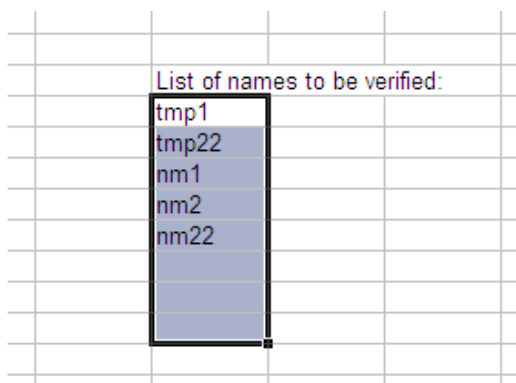 List of names to be verified:
tmp1
tmp22
nm1
nm2
nm22